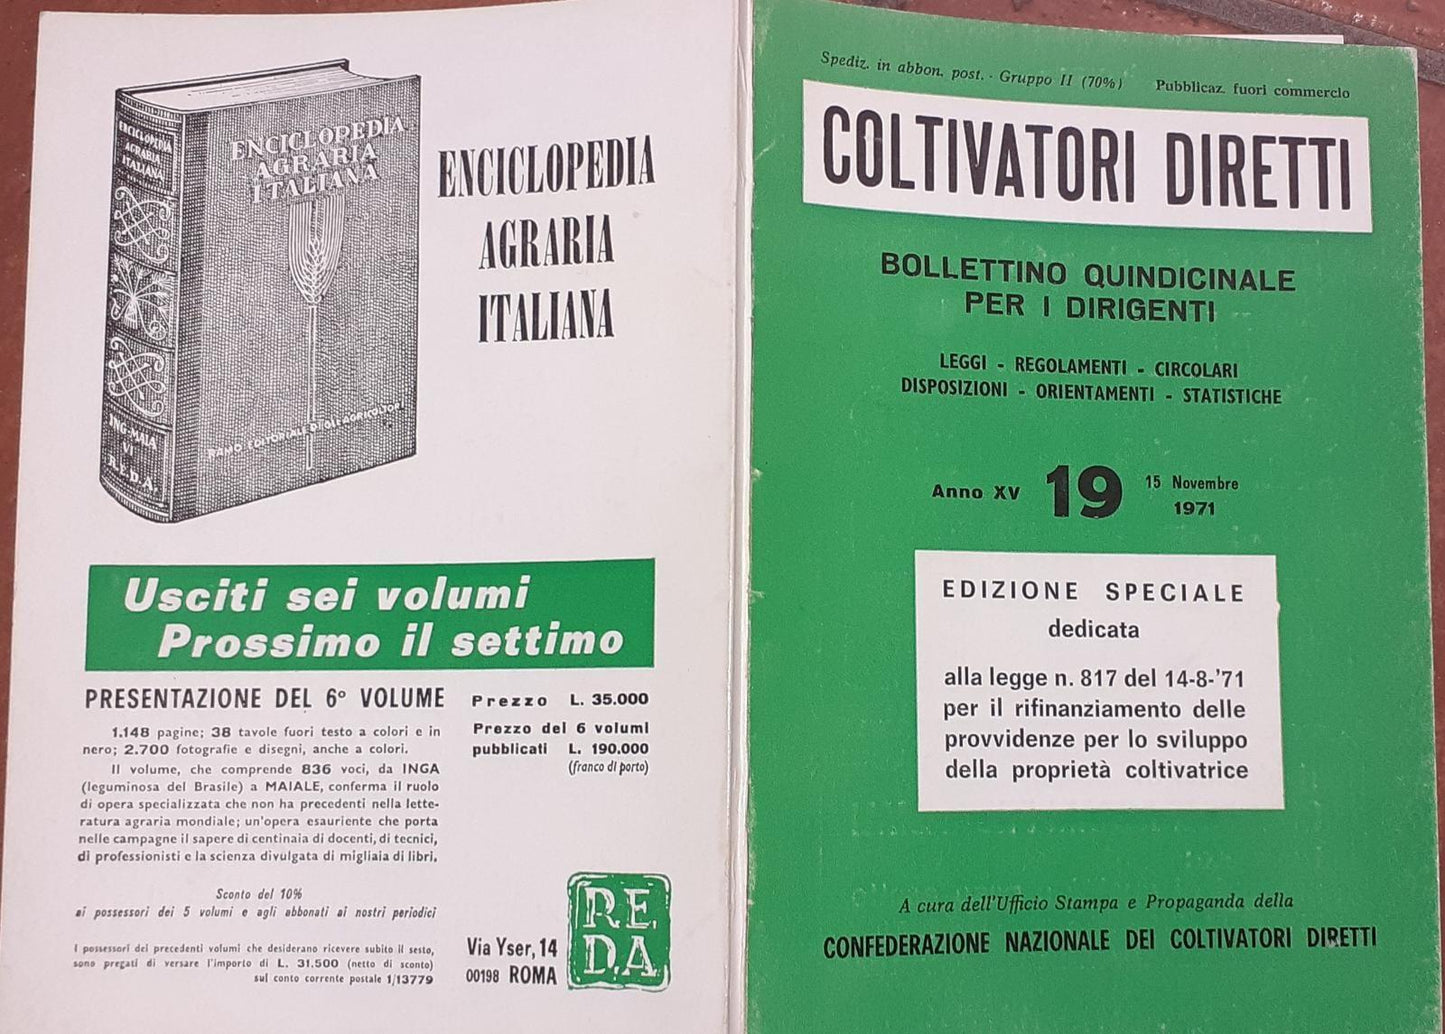 ENCICLOPEDIA
AGRARIA
ITALIANA
ING-MAIA
VI
R.E.D.A.
ENCICLOPEDIA
AGRARIA
ITALIANA
RAMO EDITORIALE DEGLI AGRICOLTORI
ENCICLOPEDIA
AGRARIA
ITALIANA
Usciti sei volumi
Prossimo il settimo
PRESENTAZIONE DEL 6° VOLUME
1.148 pagine; 38 tavole fuori testo a colori e in
nero; 2.700 fotografie e disegni, anche a colori.
Il volume, che comprende 836 voci, da INGA
(leguminosa del Brasile) a MAIALE, conferma il ruolo
di opera specializzata che non ha precedenti nella lette-
ratura agraria mondiale; un'opera esauriente che porta
nelle campagne il sapere di centinaia di docenti, di tecnici,
di professionisti e la scienza divulgata di migliaia di libri.
Prezzo L. 35.000
Prezzo dei 6 volumi
pubblicati L. 190.000
(franco di porto)
Sconto del 10%
ai possessori dei 5 volumi e agli abbonati ai nostri periodici
I possessori dei precedenti volumi che desiderano ricevere subito il sesto,
sono pregati di versare l'importo di L. 31.500 (netto di sconto)
sul conto corrente postale 1/13779
Via Yser, 14
00198 ROMA
R.E.
D.A.
Spediz. in abbon. post. - Gruppo II (70%) Pubblicaz. fuori commercio
COLTIVATORI DIRETTI
BOLLETTINO QUINDICINALE
PER I DIRIGENTI
LEGGI - REGOLAMENTI - CIRCOLARI
DISPOSIZIONI - ORIENTAMENTI - STATISTICHE
Anno XV 19 15 Novembre
1971
EDIZIONE SPECIALE
dedicata
alla legge n. 817 del 14-8-'71
per il rifinanziamento delle
provvidenze per lo sviluppo
della proprietà coltivatrice
A cura dell'Ufficio Stampa e Propaganda della
CONFEDERAZIONE NAZIONALE DEI COLTIVATORI DIRETTI